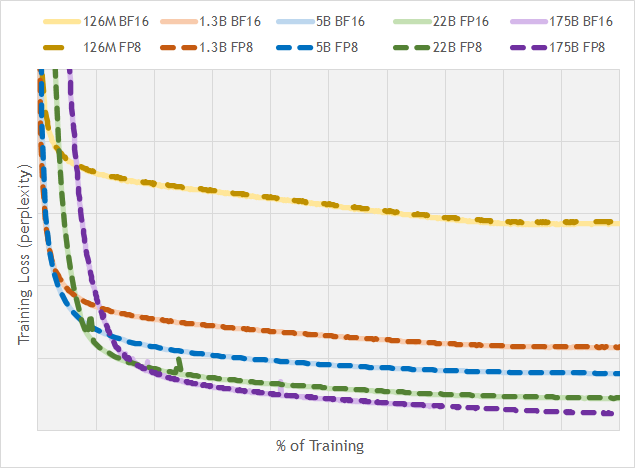 126M BF16 1.3B BF16 5B BF16 22B FP16 175B BF16
126M FP8 1.3B FP8 5B FP8 22B FP8 175B FP8
Training Loss (perplexity)
% of Training